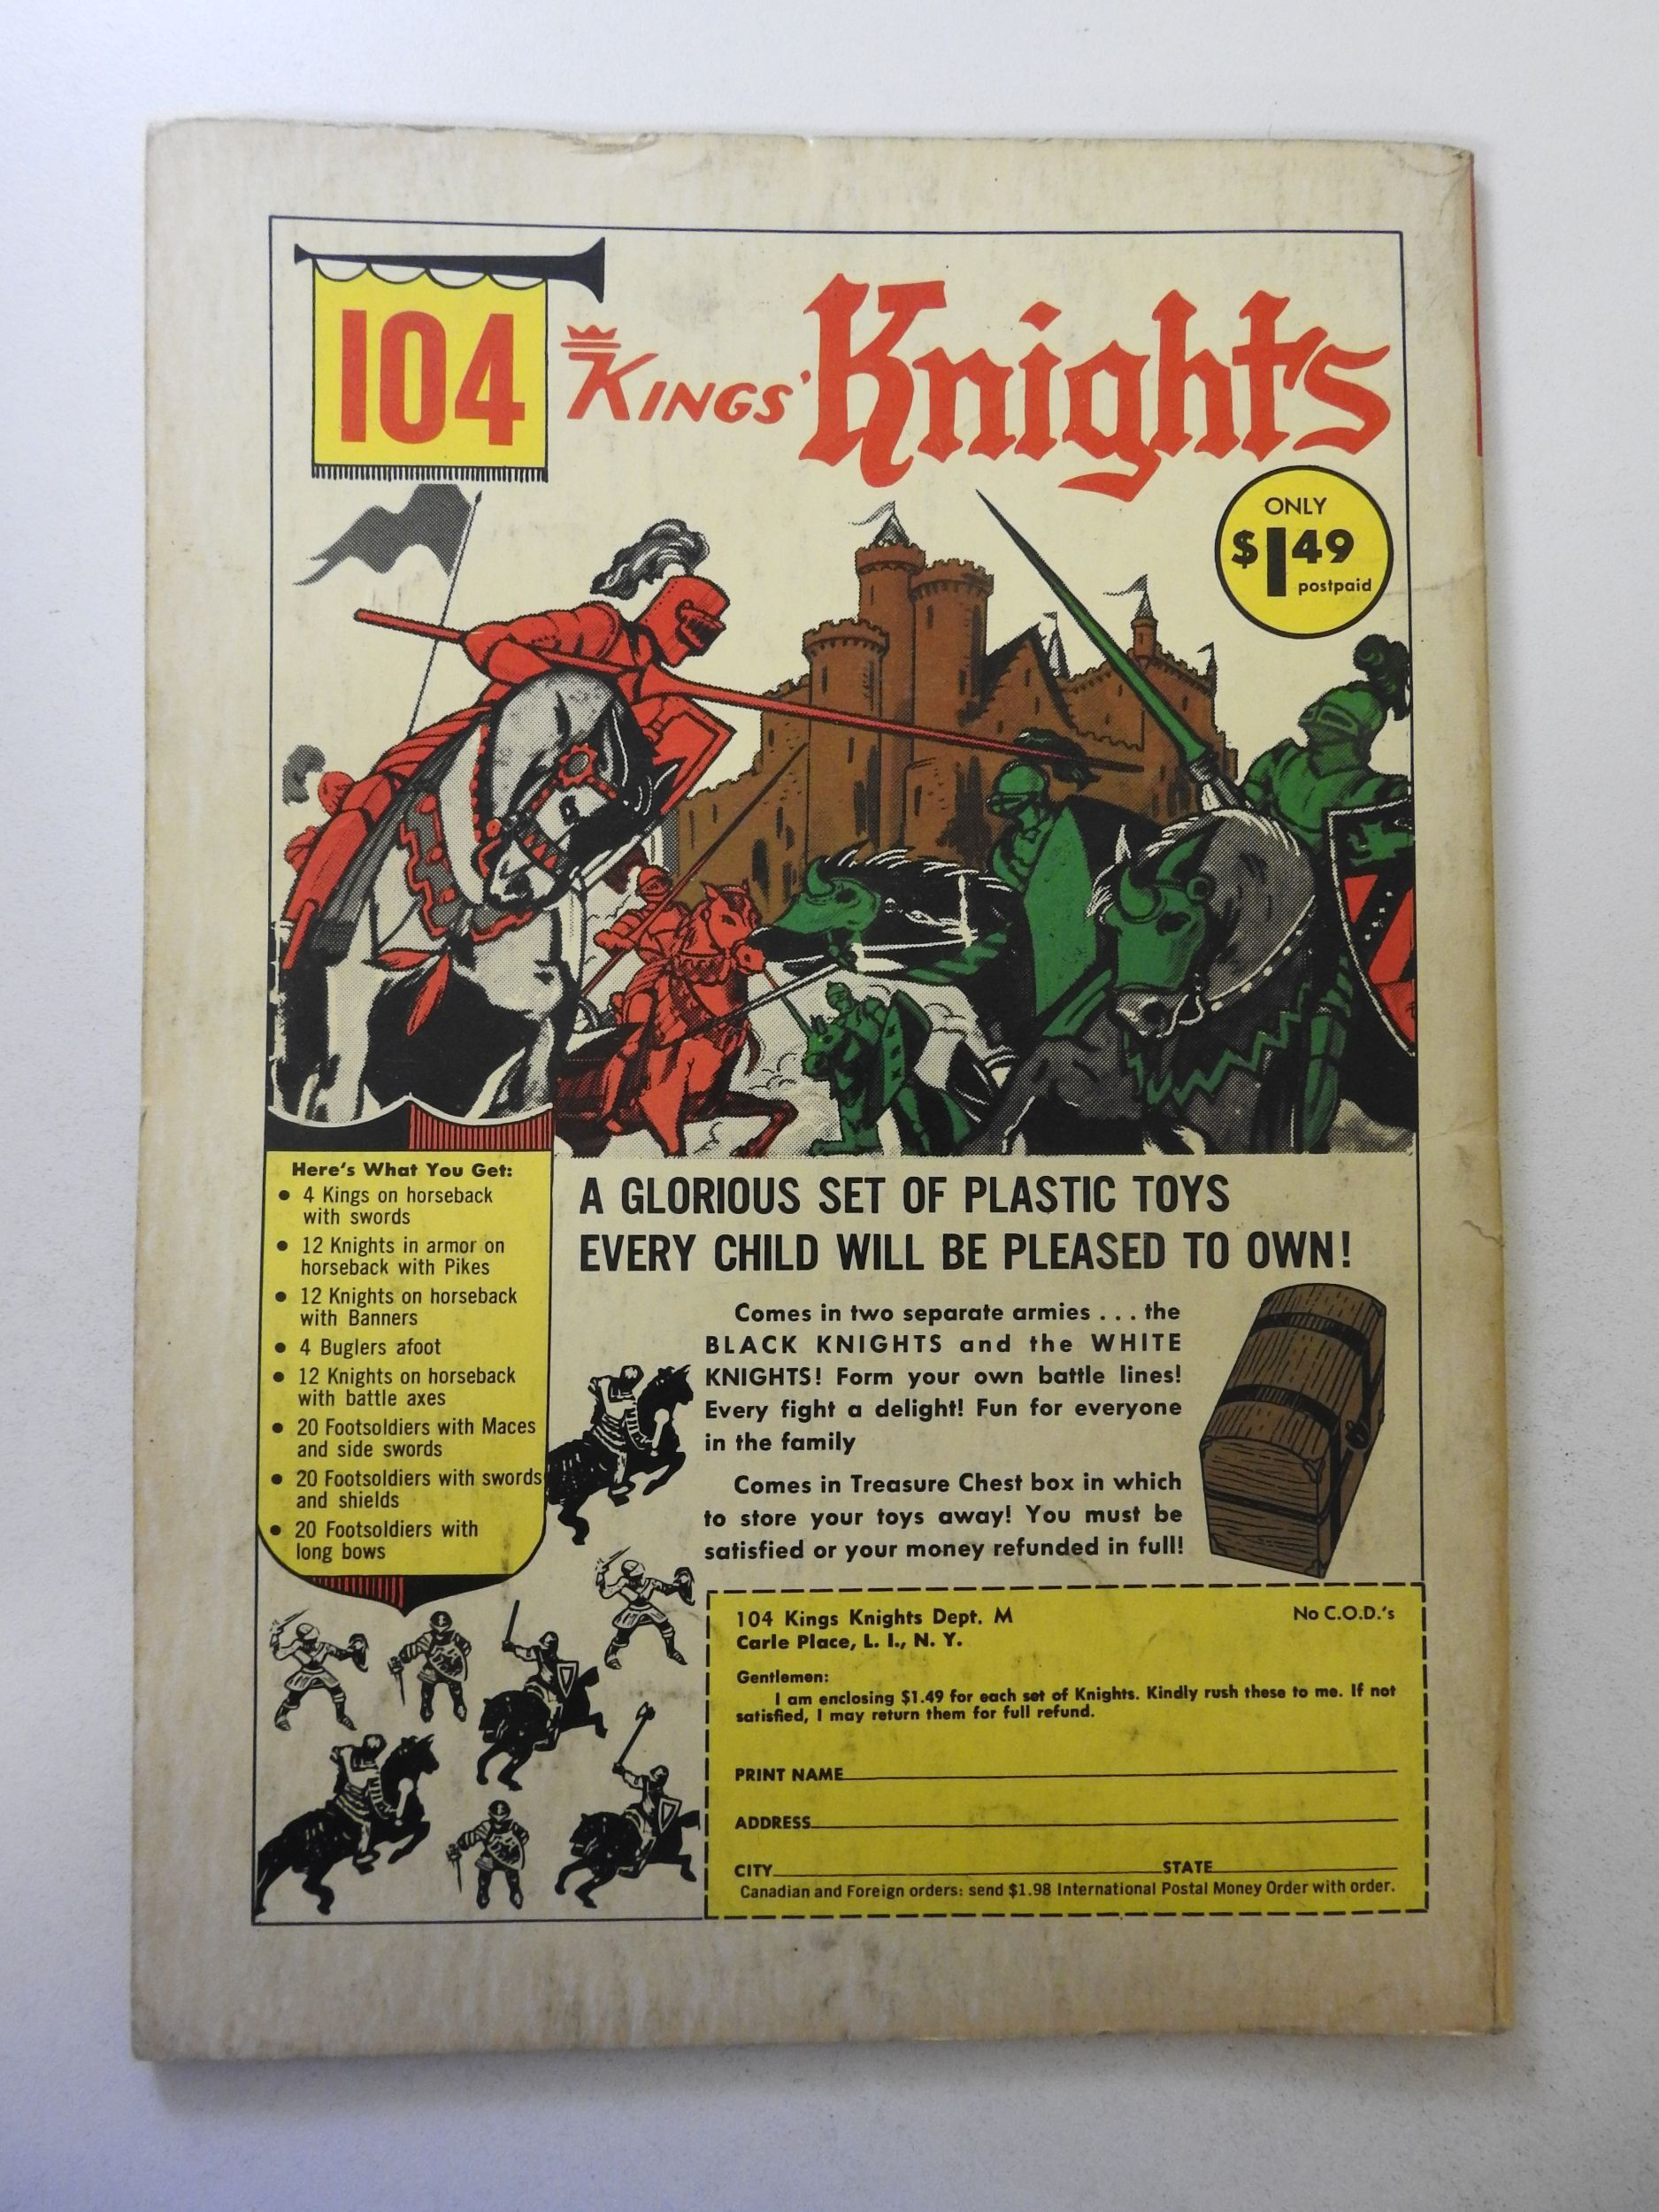 104
KINGS' Knights
ONLY
$1 49
postpaid
Here's What You Get:
• 4 Kings on horseback
with swords
• 12 Knights in armor on
horseback with Pikes
• 12 Knights on horseback
with Banners
• 4 Buglers afoot
• 12 Knights on horseback
with battle axes
• 20 Footsoldiers with Maces
and side swords
• 20 Footsoldiers with swords
and shields
• 20 Footsoldiers with
long bows
A GLORIOUS SET OF PLASTIC TOYS
EVERY CHILD WILL BE PLEASED TO OWN!
Comes in two separate armies . . . the
BLACK KNIGHTS and the WHITE
KNIGHTS! Form your own battle lines!
Every fight a delight! Fun for everyone
in the family
Comes in Treasure Chest box in which
to store your toys away! You must be
satisfied or your money refunded in full!
104 Kings Knights Dept. M
No C.O.D.'s
Carle Place, L. I., N. Y.
Gentlemen:
I am enclosing $1.49 for each set of Knights. Kindly rush these to me. If not
satisfied, I may return them for full refund.
PRINT NAME
ADDRESS
CITY STATE
Canadian and Foreign orders: send $1.98 International Postal Money Order with order.